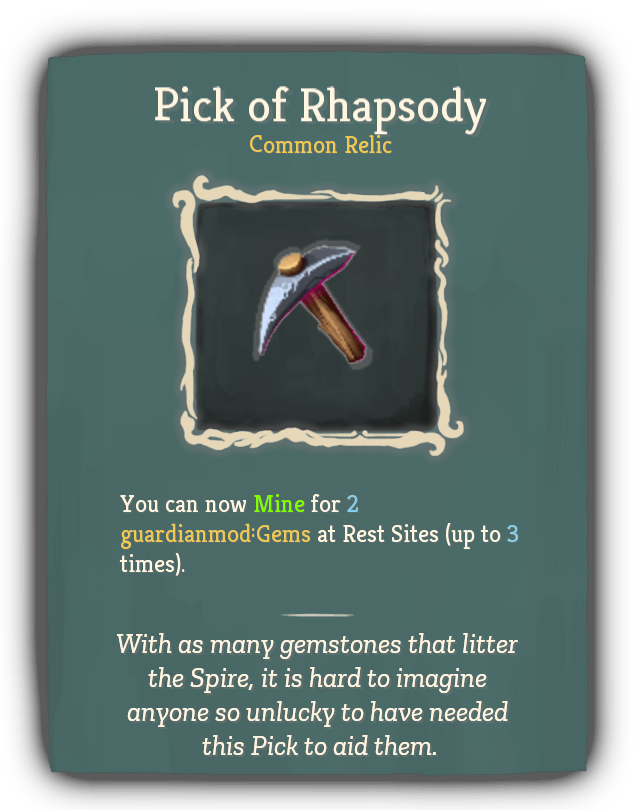 Pick of Rhapsody
Common Relic
You can now Mine for 2
guardianmod:Gems at Rest Sites (up to 3
times).
With as many gemstones that litter
the Spire, it is hard to imagine
anyone so unlucky to have needed
this Pick to aid them.